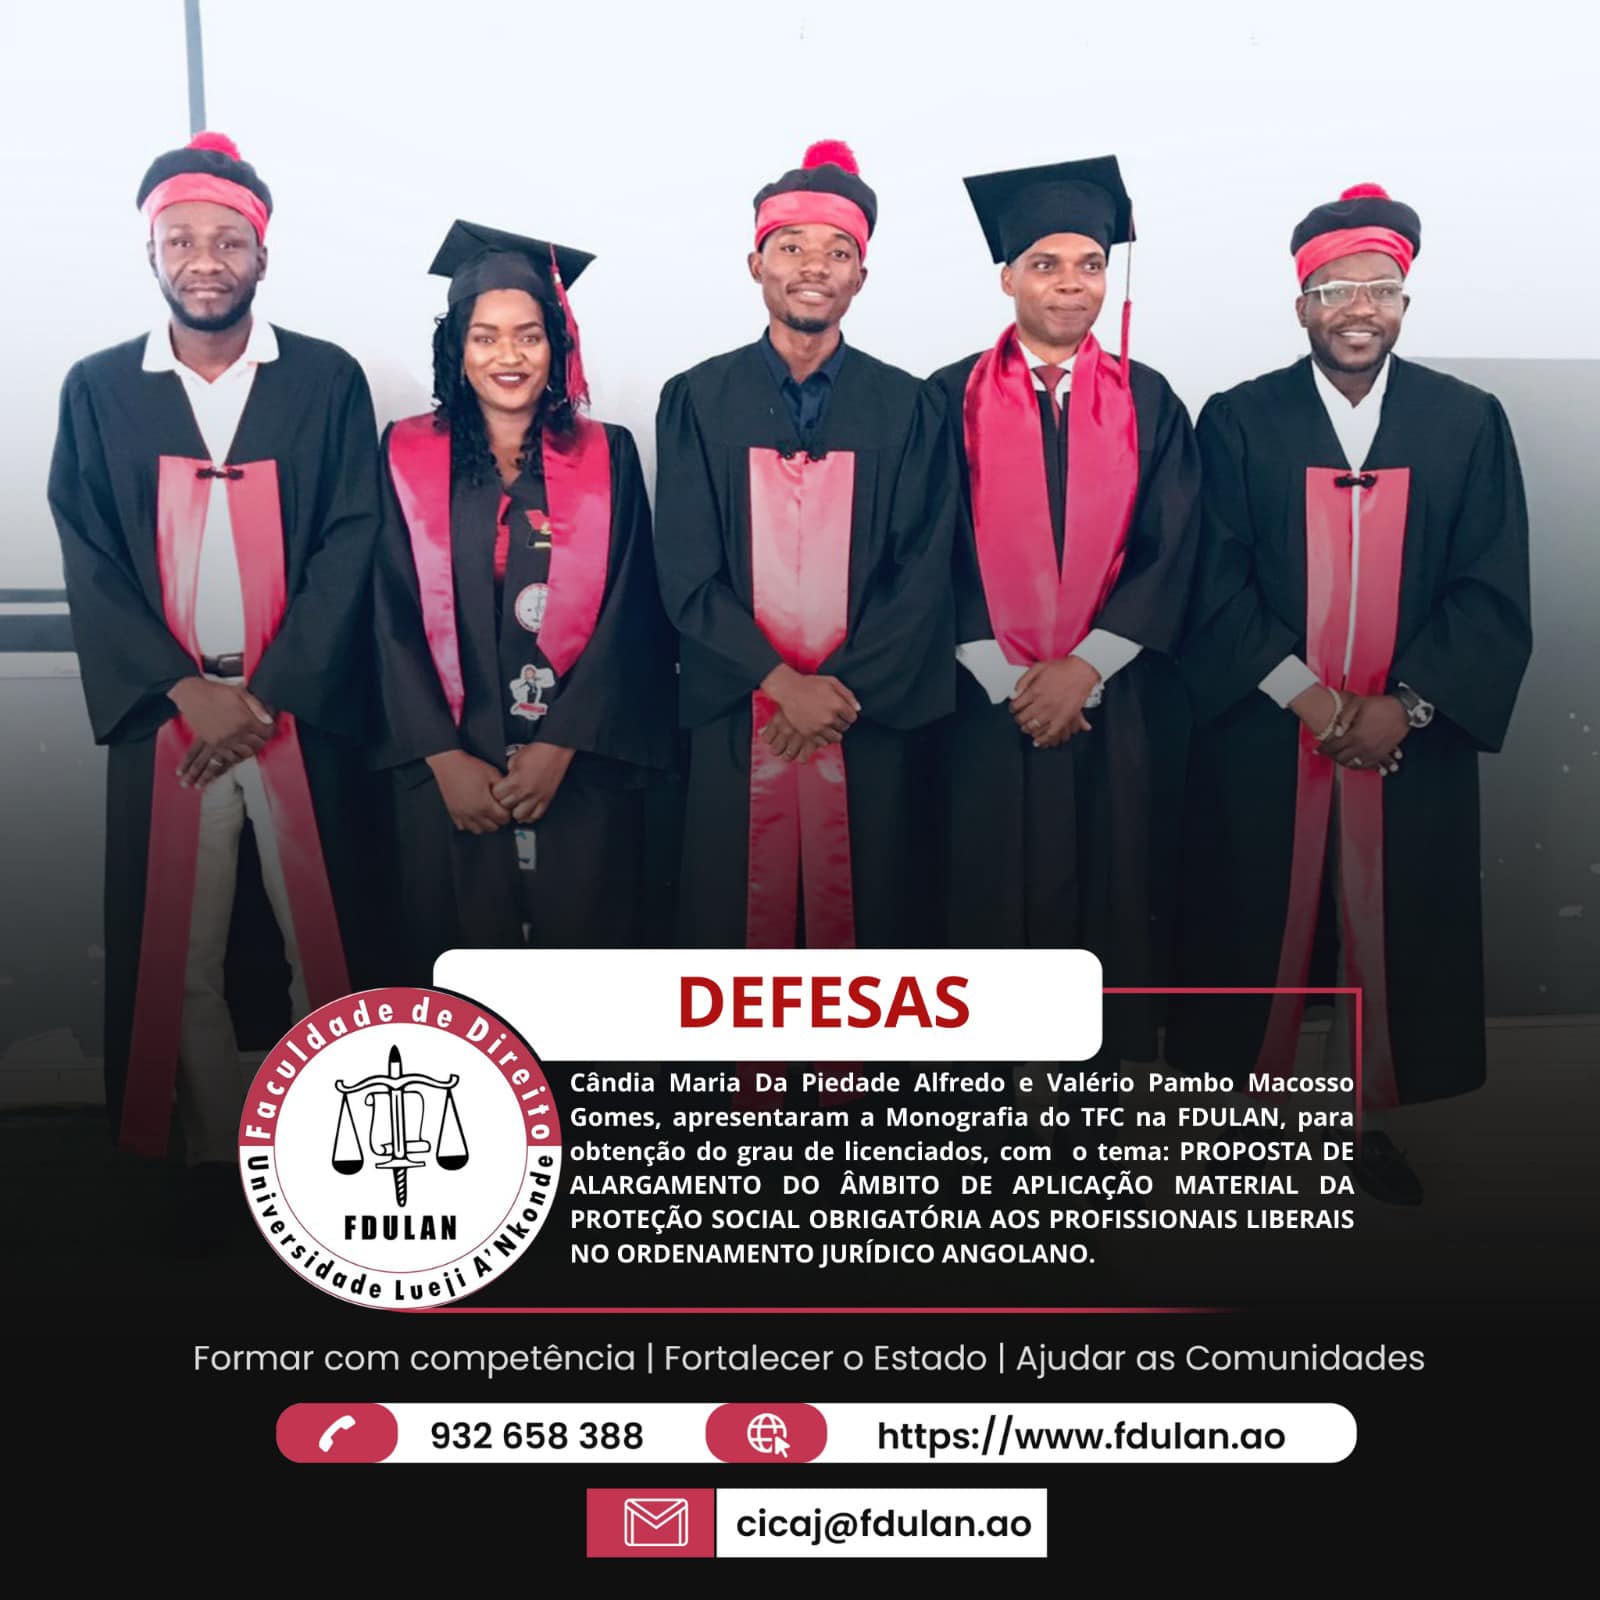 DEFESAS
Cândia Maria Da Piedade Alfredo e Valério Pambo Macosso
Gomes, apresentaram a Monografia do TFC na FDULAN, para
obtenção do grau de licenciados, com o tema: PROPOSTA DE
ALARGAMENTO DO ÂMBITO DE APLICAÇÃO MATERIAL DA
PROTEÇÃO SOCIAL OBRIGATÓRIA AOS PROFISSIONAIS LIBERAIS
NO ORDENAMENTO JURÍDICO ANGOLANO.
Faculdade de Direito
FDULAN
Universidade Lueji A'Nkonde
Formar com competência | Fortalecer o Estado | Ajudar as Comunidades
932 658 388
https://www.fdulan.ao
cicaj@fdulan.ao